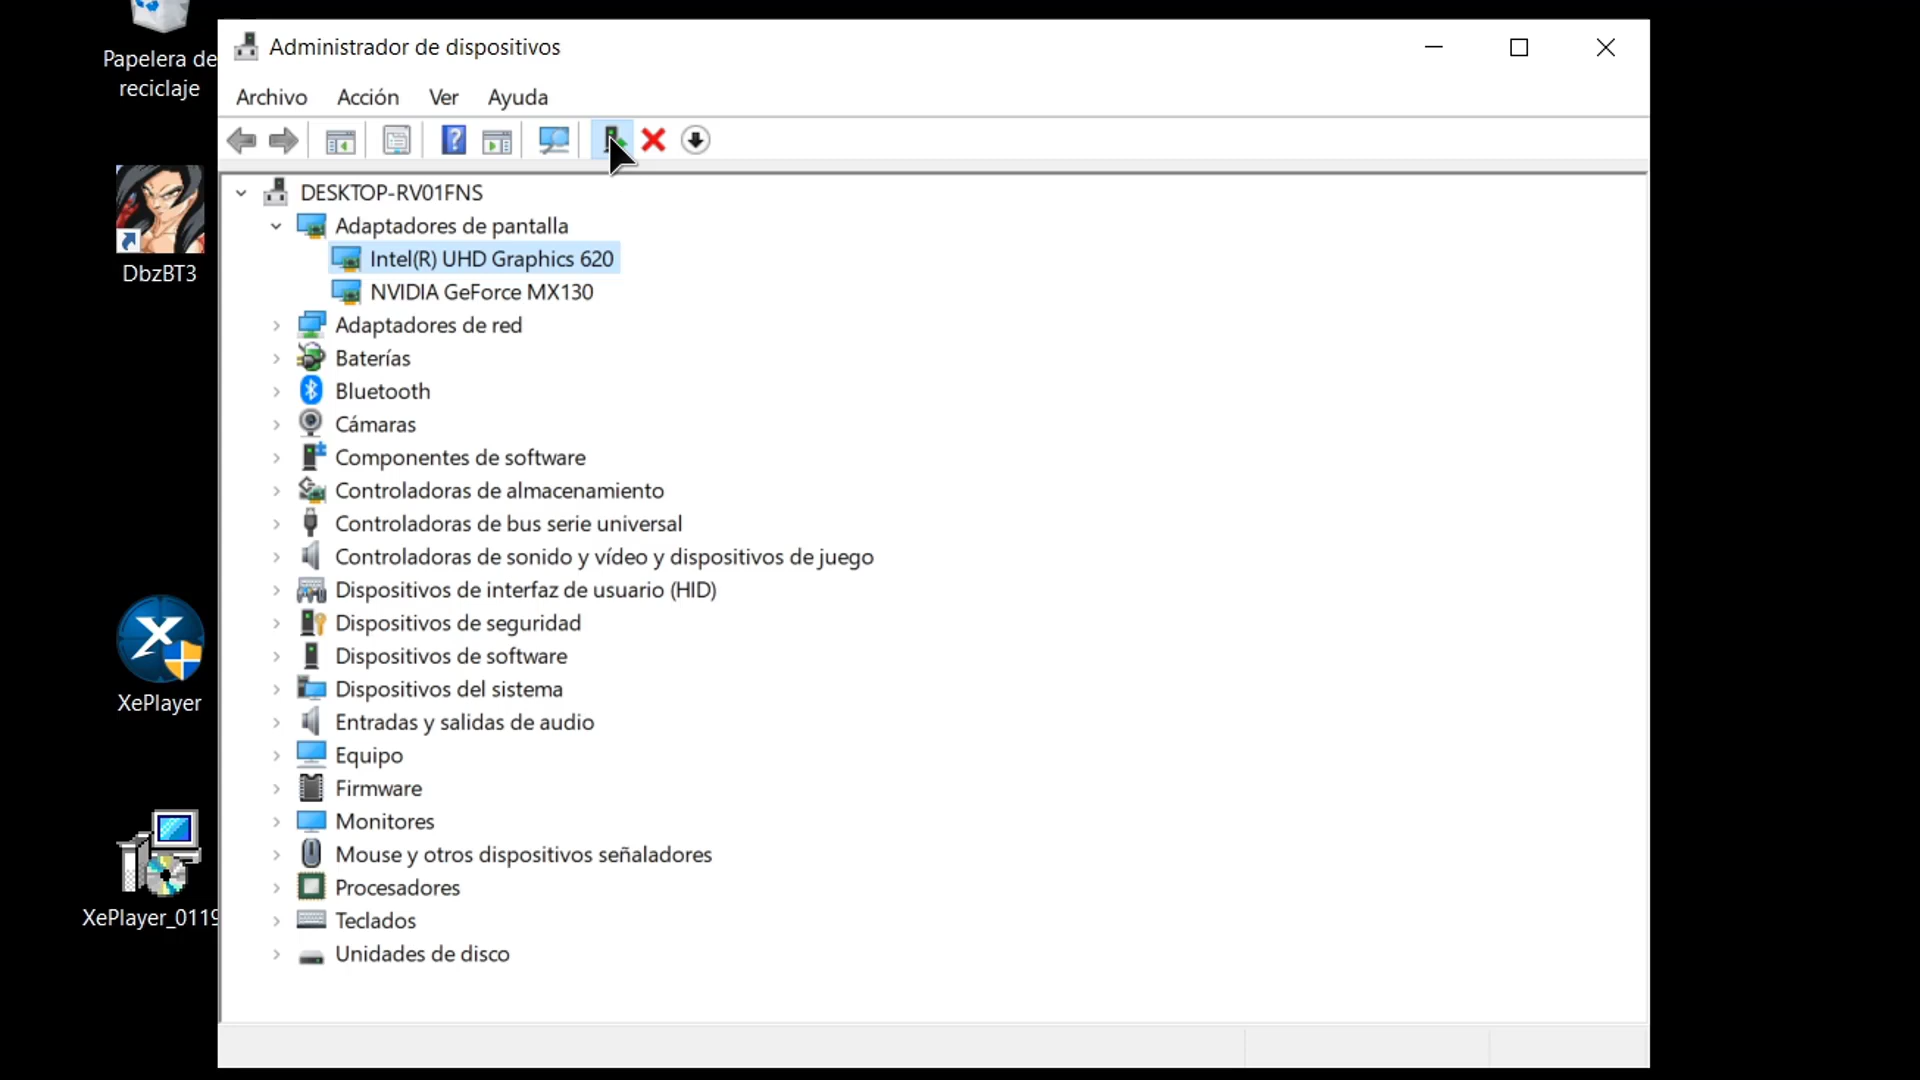 Papelera de
reciclaje
DbzBT3
XePlayer
XePlayer_0119
Administrador de dispositivos
Archivo Acción Ver Ayuda
DESKTOP-RV01FNS
Adaptadores de pantalla
Intel(R) UHD Graphics 620
NVIDIA GeForce MX130
Adaptadores de red
Baterías
Bluetooth
Cámaras
Componentes de software
Controladoras de almacenamiento
Controladoras de bus serie universal
Controladoras de sonido y vídeo y dispositivos de juego
Dispositivos de interfaz de usuario (HID)
Dispositivos de seguridad
Dispositivos de software
Dispositivos del sistema
Entradas y salidas de audio
Equipo
Firmware
Monitores
Mouse y otros dispositivos señaladores
Procesadores
Teclados
Unidades de disco